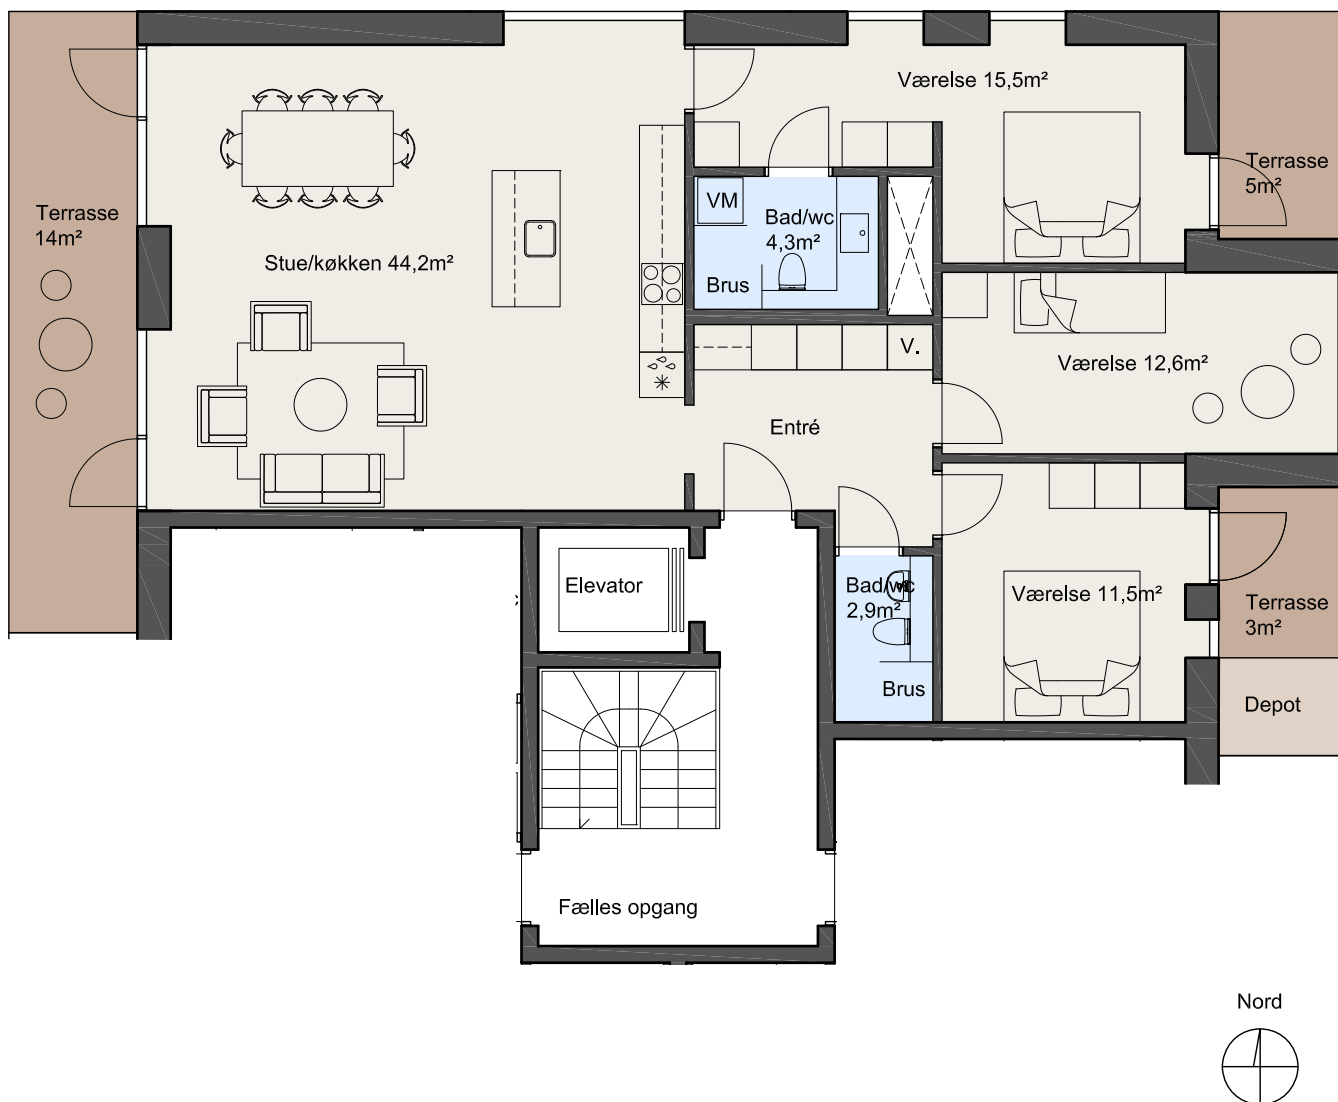 Værelse 15,5m²
Terrasse
5m²
VM
Bad/wc
4,3m²
Terrasse
14m²
Stue/køkken 44,2m²
Brus
V.
Værelse 12,6m²
Entré
Elevator
Bad/wc
2,9m²
Værelse 11,5m²
Terrasse
3m²
Brus
Depot
Fælles opgang
Nord